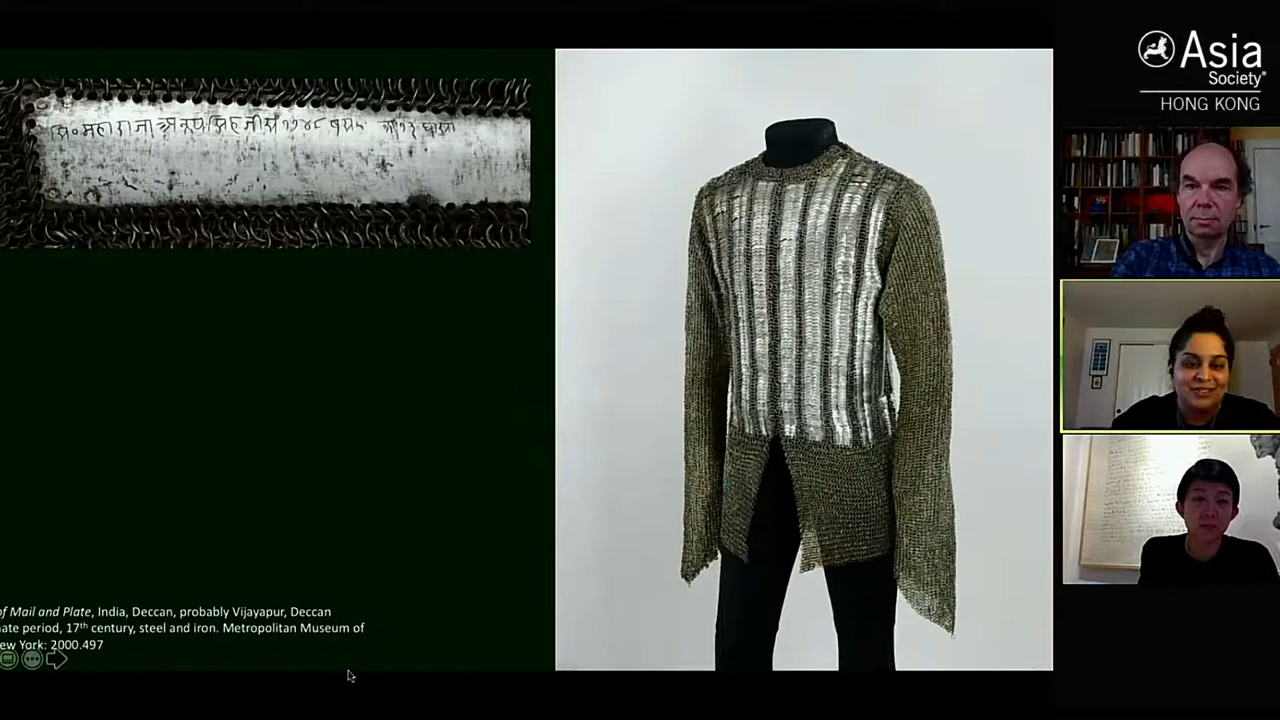 महाराजा
Asia
Society
HONG KONG
of Mail and Plate, India, Deccan, probably Vijayapur, Deccan
ate period, 17th century, steel and iron. Metropolitan Museum of
ew York: 2000.497